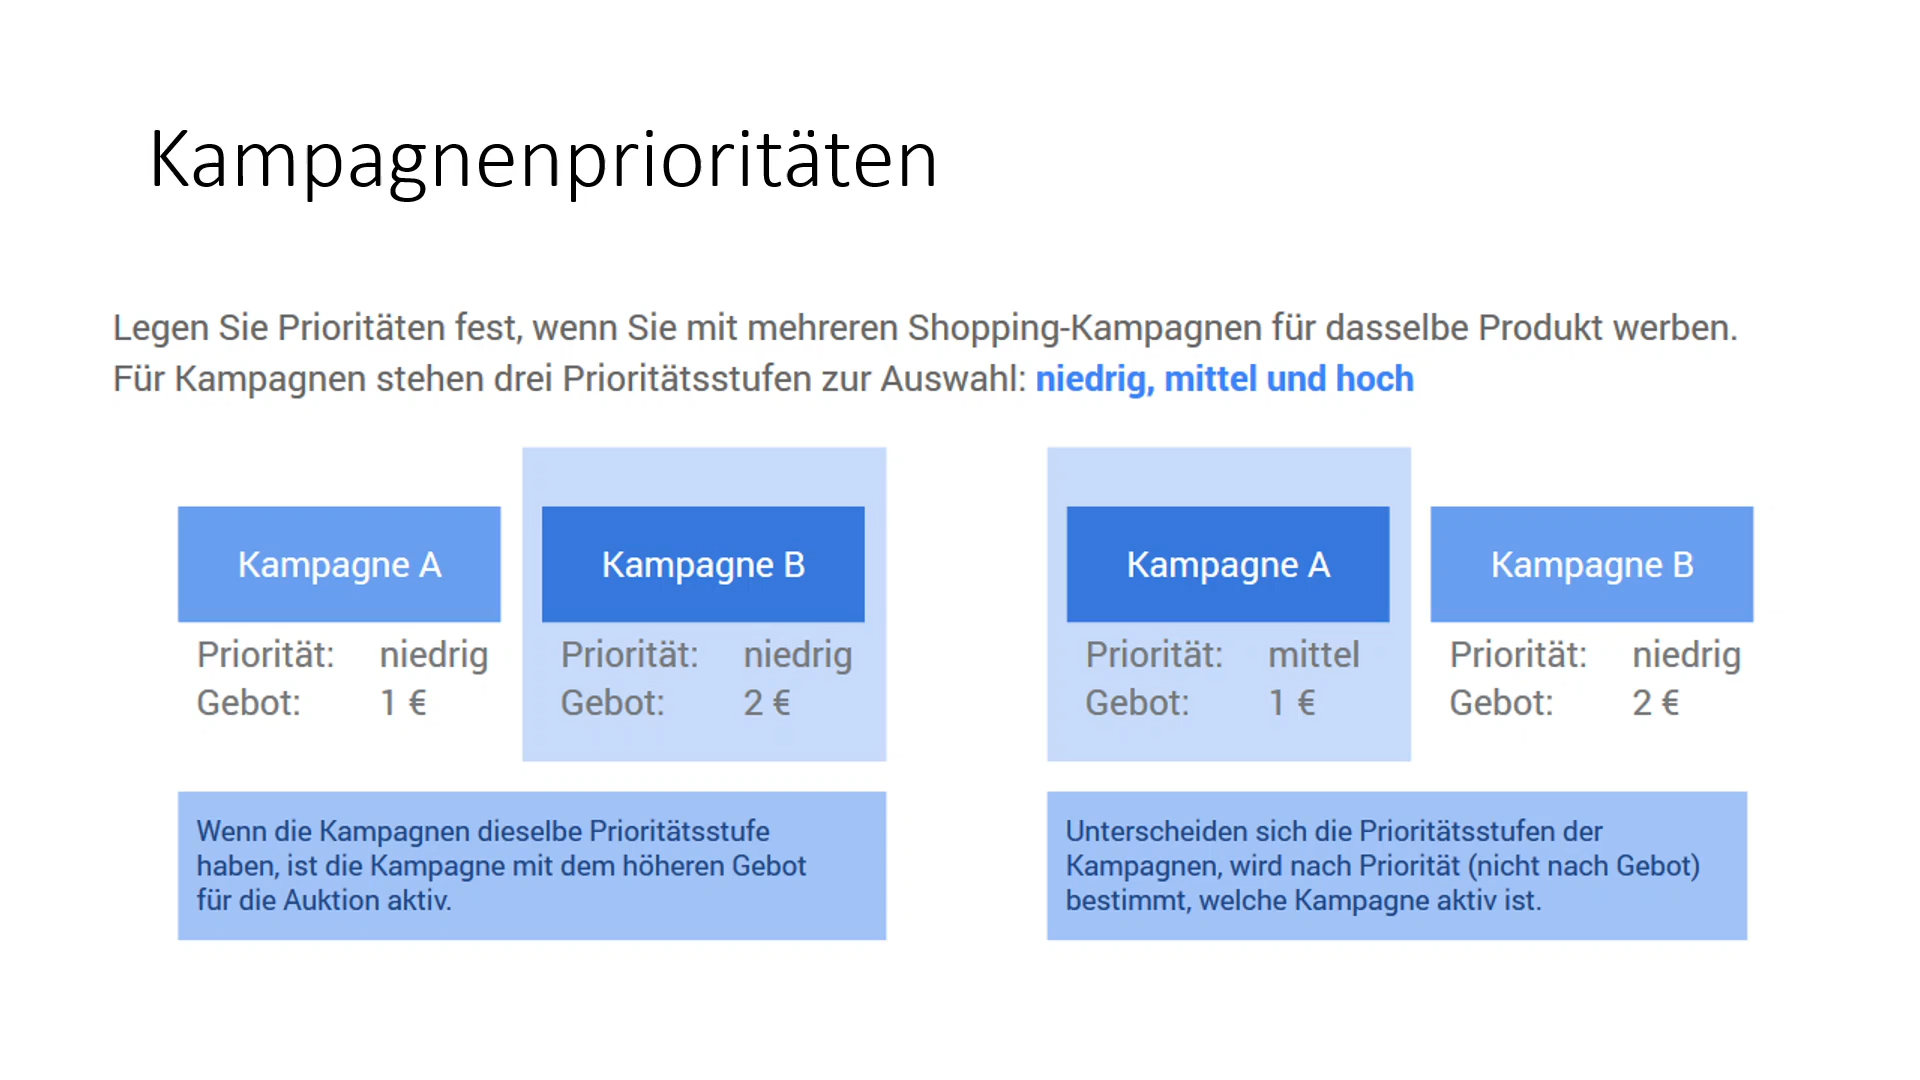 Kampagnenprioritäten
Legen Sie Prioritäten fest, wenn Sie mit mehreren Shopping-Kampagnen für dasselbe Produkt werben.
Für Kampagnen stehen drei Prioritätsstufen zur Auswahl: niedrig, mittel und hoch
Kampagne A
Priorität: niedrig
Gebot: 1 €
Kampagne B
Priorität: niedrig
Gebot: 2 €
Wenn die Kampagnen dieselbe Prioritätsstufe
haben, ist die Kampagne mit dem höheren Gebot
für die Auktion aktiv.
Kampagne A
Priorität: mittel
Gebot: 1 €
Kampagne B
Priorität: niedrig
Gebot: 2 €
Unterscheiden sich die Prioritätsstufen der
Kampagnen, wird nach Priorität (nicht nach Gebot)
bestimmt, welche Kampagne aktiv ist.